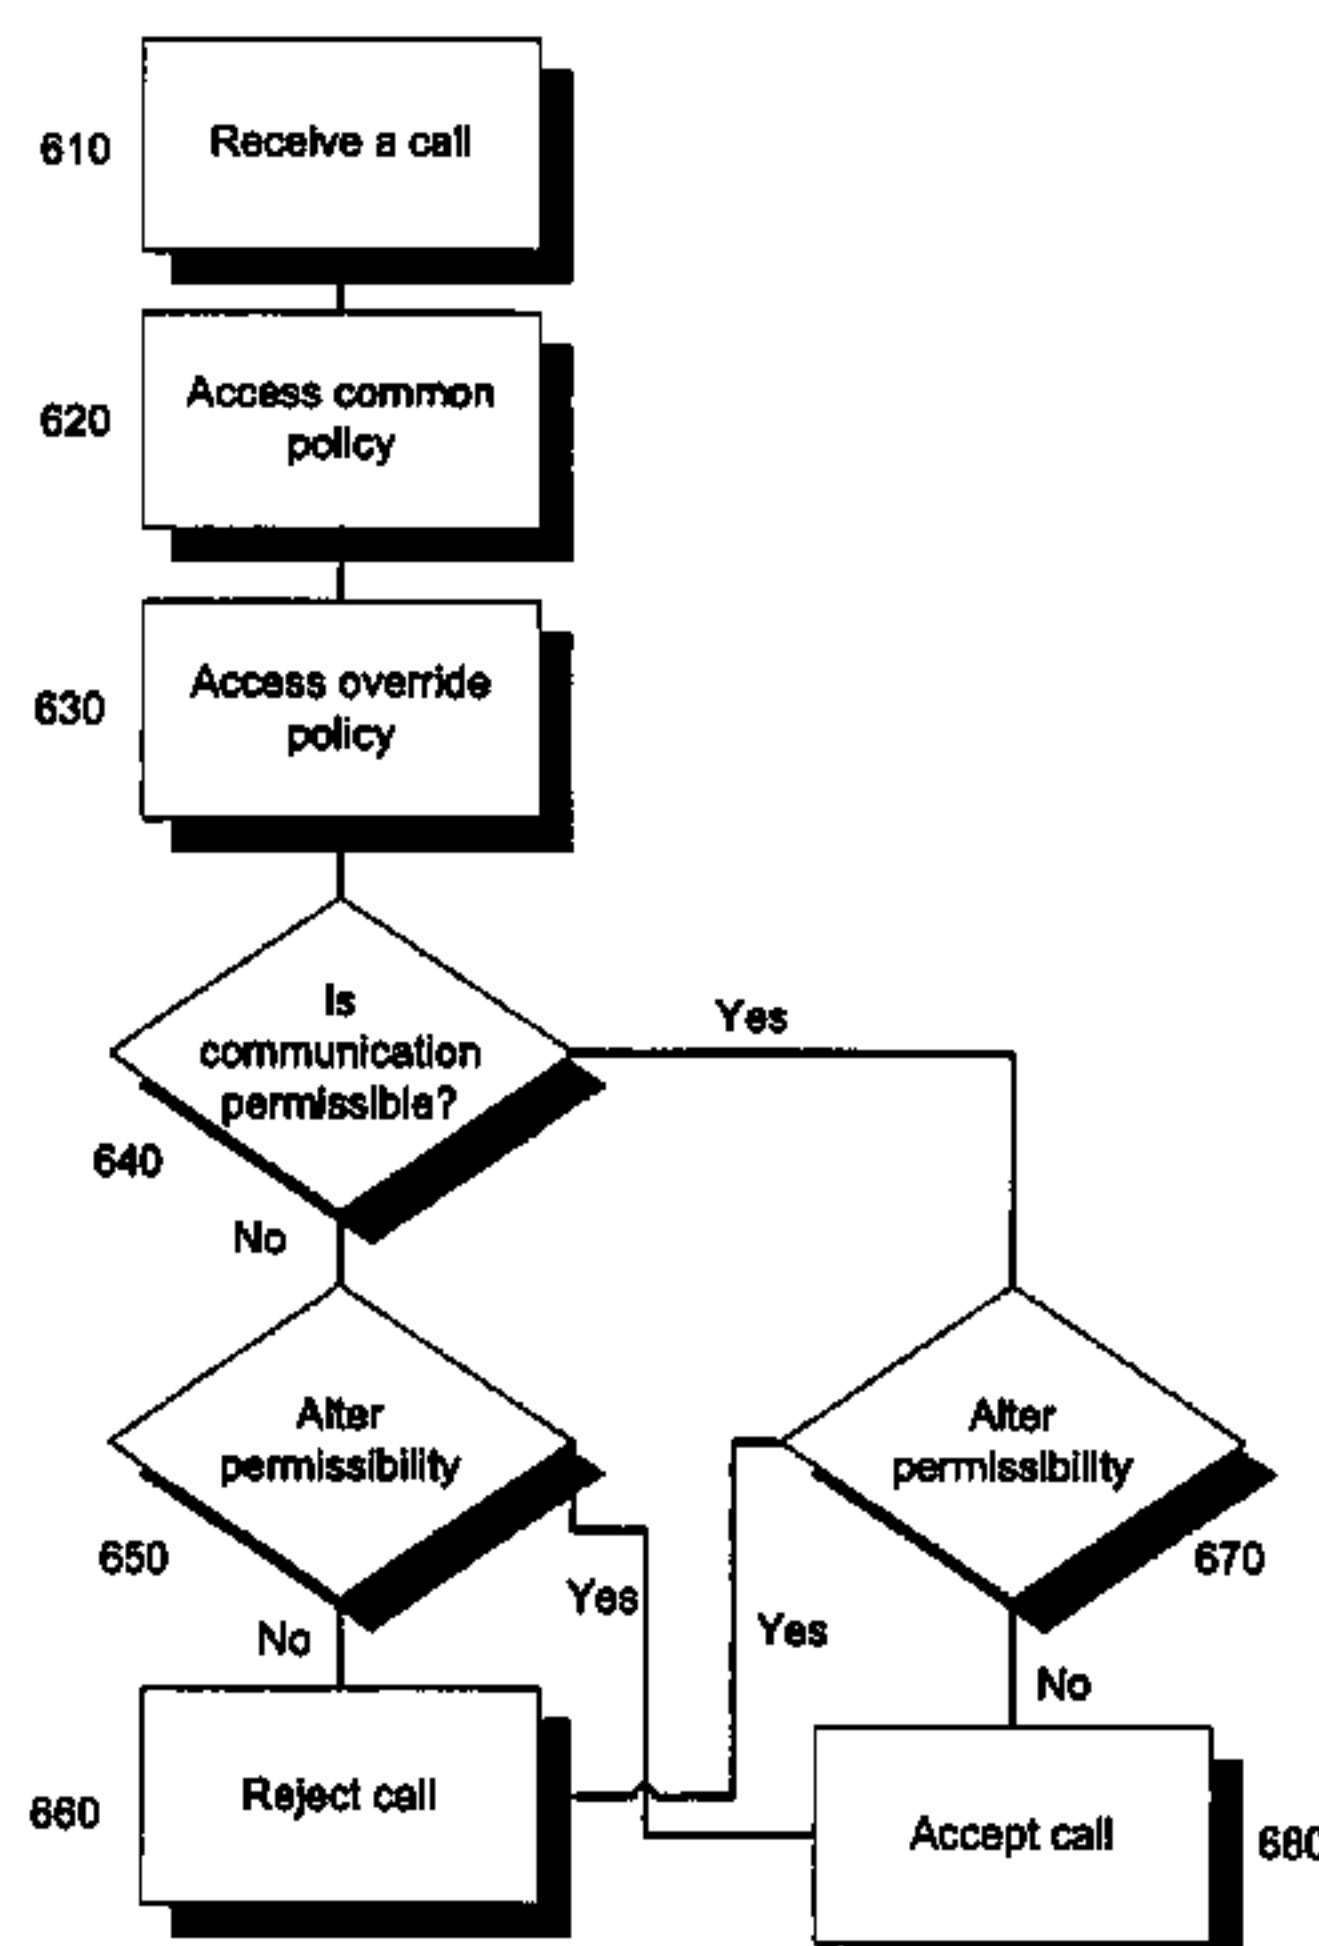 610
Receive a call
620
Access common
policy
630
Access override
policy
Is
communication
permissible?
Yes
640
No
Alter
permissibility
Alter
permissibility
650
670
Yes
Yes
No
No
660
Reject call
Accept call
680